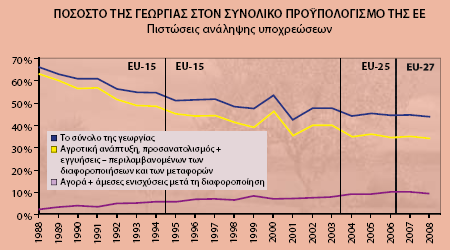 ΠΟΣΟΣΤΟ ΤΗΣ ΓΕΩΡΓΙΑΣ ΣΤΟΝ ΣΥΝΟΛΙΚΟ ΠΡΟΫΠΟΛΟΓΙΣΜΟ ΤΗΣ ΕΕ
Πιστώσεις ανάληψης υποχρεώσεων
70%
60%
50%
40%
30%
20%
10%
0%
EU-15
EU-15
EU-25
EU-27
Το σύνολο της γεωργίας
Αγροτική ανάπτυξη, προσανατολισμός +
εγγυήσεις – περιλαμβανομένων των
διαφοροποιήσεων και των μεταφορών
Αγορά + άμεσες ενισχύσεις μετά τη διαφοροποίηση
1988
1989
1990
1991
1992
1993
1994
1995
1996
1997
1998
1999
2000
2001
2002
2003
2004
2005
2006
2007
2008